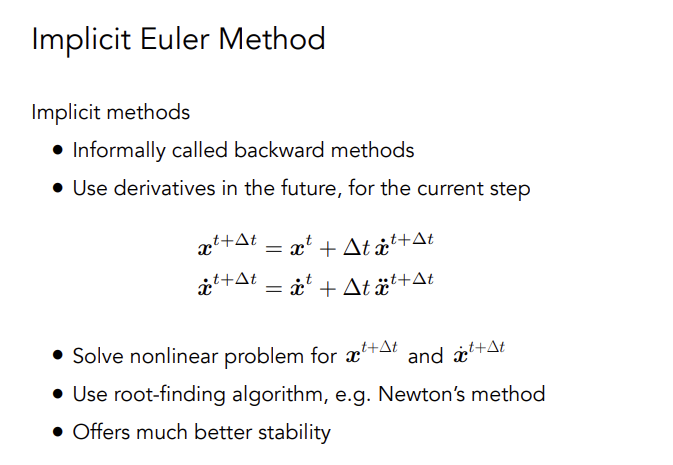 Implicit Euler Method
Implicit methods
• Informally called backward methods
• Use derivatives in the future, for the current step
$\boldsymbol{x}^{t+\Delta t} = \boldsymbol{x}^{t} + \Delta t \, \dot{\boldsymbol{x}}^{t+\Delta t}$
$\dot{\boldsymbol{x}}^{t+\Delta t} = \dot{\boldsymbol{x}}^{t} + \Delta t \, \ddot{\boldsymbol{x}}^{t+\Delta t}$
• Solve nonlinear problem for $\boldsymbol{x}^{t+\Delta t}$ and $\dot{\boldsymbol{x}}^{t+\Delta t}$
• Use root-finding algorithm, e.g. Newton’s method
• Offers much better stability